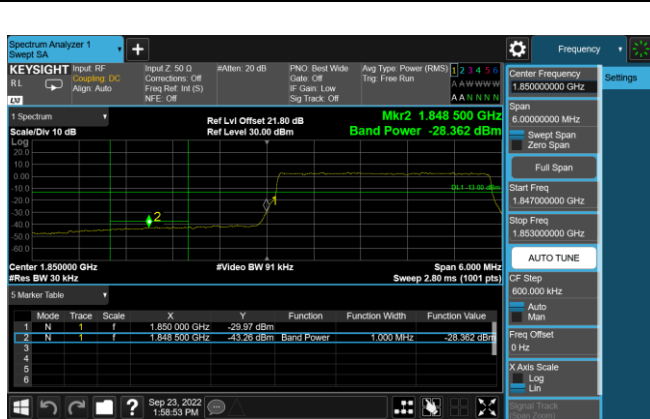 Spectrum Analyzer 1
Swept SA
Frequency
KEYSIGHT
RL
Input: RF
Coupling: DC
Align: Auto
Input Z: 50 Ω
Corrections: Off
Freq Ref: Int (S)
NFE: Off
#Atten: 20 dB
PNO: Best Wide
Gate: Off
IF Gain: Low
Sig Track: Off
Avg Type: Power (RMS)
Trig: Free Run
1 2 3 4 5 6
A A W W W W
A A N N N N
1 Spectrum
Scale/Div 10 dB
Ref Lvl Offset 21.80 dB
Ref Level 30.00 dBm
Mkr2 1.848 500 GHz
Band Power -28.362 dBm
Log
20.0
10.0
0.00
-10.0
-20.0
-30.0
-40.0
-50.0
-60.0
DL1 -13.00 dBm
2
1
Center 1.850000 GHz
#Video BW 91 kHz
Span 6.000 MHz
#Res BW 30 kHz
Sweep 2.80 ms (1001 pts)
5 Marker Table
Mode Trace Scale X Y Function Function Width Function Value
1 N 1 f 1.850 000 GHz -29.97 dBm
2 N 1 f 1.848 500 GHz -43.26 dBm Band Power 1.000 MHz -28.362 dBm
3
4
5
6
Sep 23, 2022
1:58:53 PM
Settings
Center Frequency
1.850000000 GHz
Span
6.00000000 MHz
Swept Span
Zero Span
Full Span
Start Freq
1.847000000 GHz
Stop Freq
1.853000000 GHz
AUTO TUNE
CF Step
600.000 kHz
Auto
Man
Freq Offset
0 Hz
X Axis Scale
Log
Lin
Signal Track
(Span Zoom)